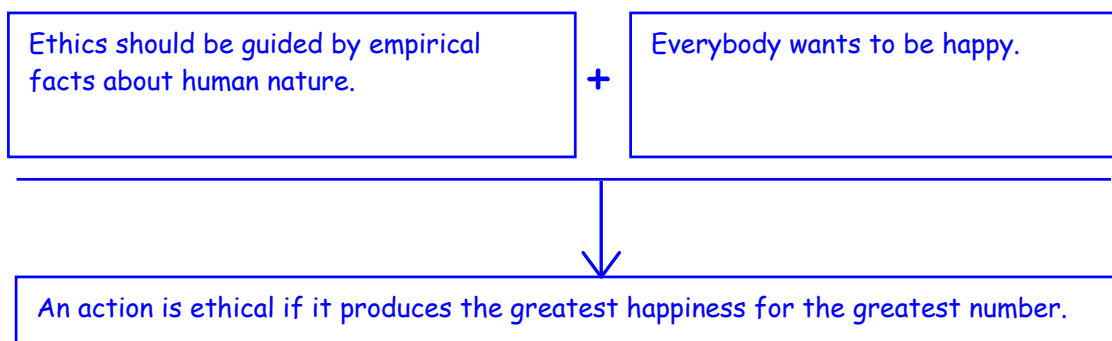 Ethics should be guided by empirical
facts about human nature.
+
Everybody wants to be happy.
An action is ethical if it produces the greatest happiness for the greatest number.